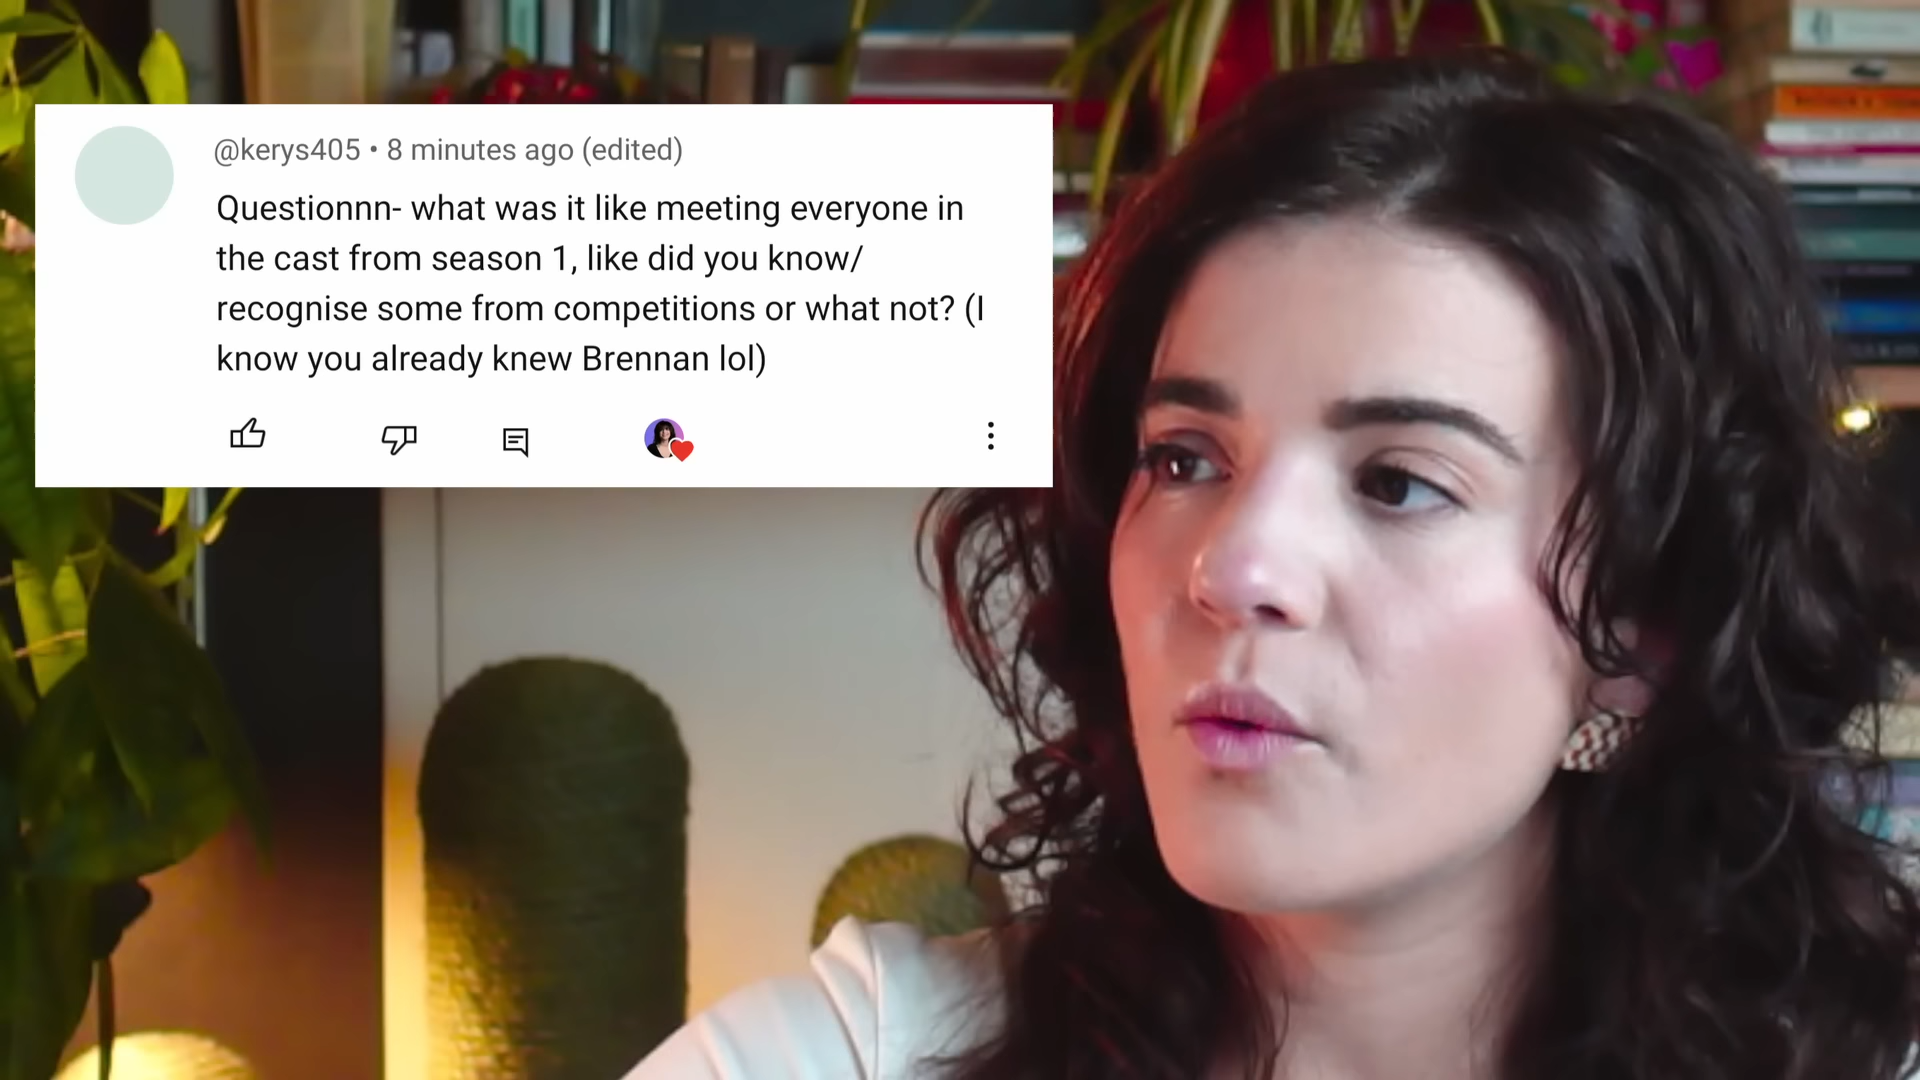 @kerys405 • 8 minutes ago (edited)
Questionnn- what was it like meeting everyone in
the cast from season 1, like did you know/
recognise some from competitions or what not? (I
know you already knew Brennan lol)